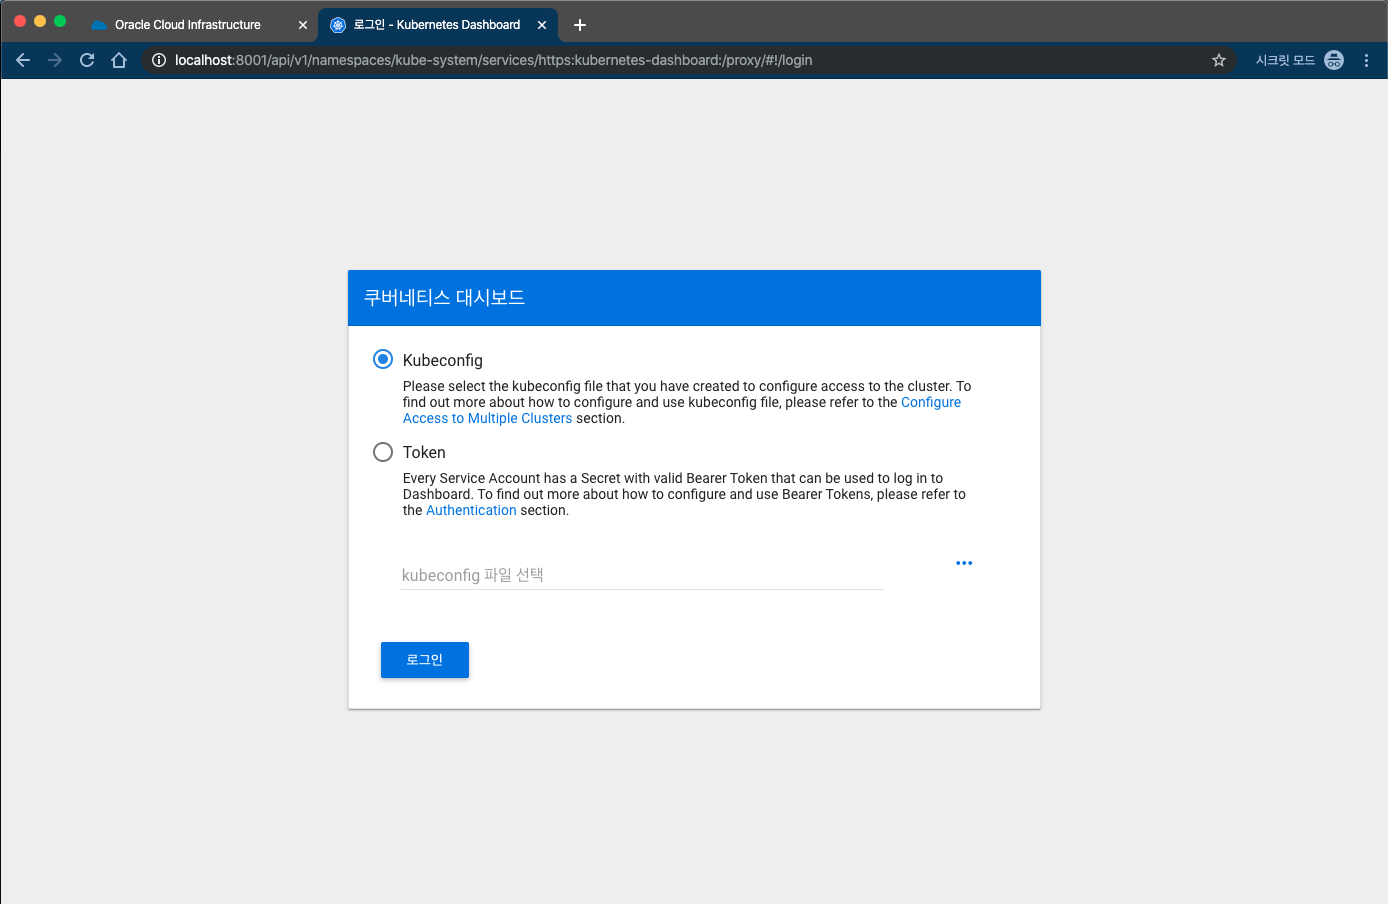 Oracle Cloud Infrastructure
로그인 - Kubernetes Dashboard
localhost:8001/api/v1/namespaces/kube-system/services/https:kubernetes-dashboard:/proxy/#!/login
시크릿 모드
쿠버네티스 대시보드
Kubeconfig
Please select the kubeconfig file that you have created to configure access to the cluster. To
find out more about how to configure and use kubeconfig file, please refer to the Configure
Access to Multiple Clusters section.
Token
Every Service Account has a Secret with valid Bearer Token that can be used to log in to
Dashboard. To find out more about how to configure and use Bearer Tokens, please refer to
the Authentication section.
kubeconfig 파일 선택
로그인